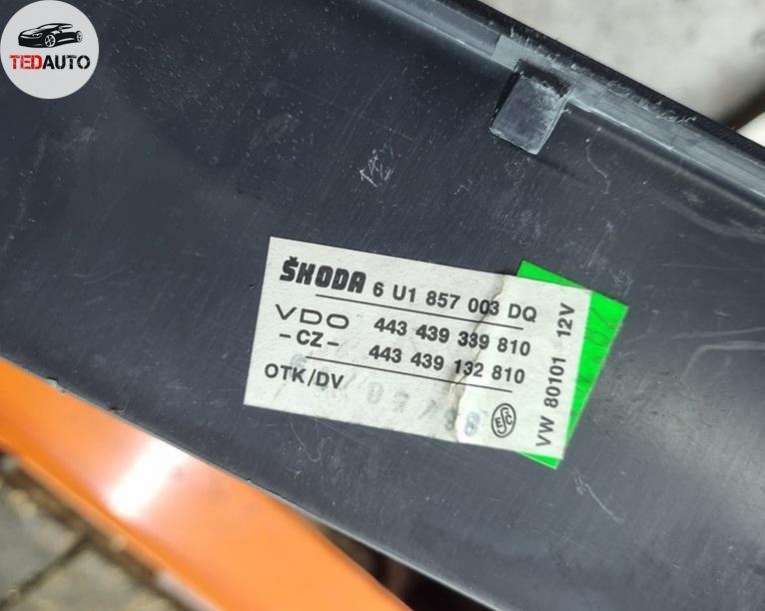 TEDAUTO
ŠKODA 6 U1 857 003 DQ
VDO 443 439 339 810
-CZ- 443 439 132 810
OTK/DV
VW 80101 12V